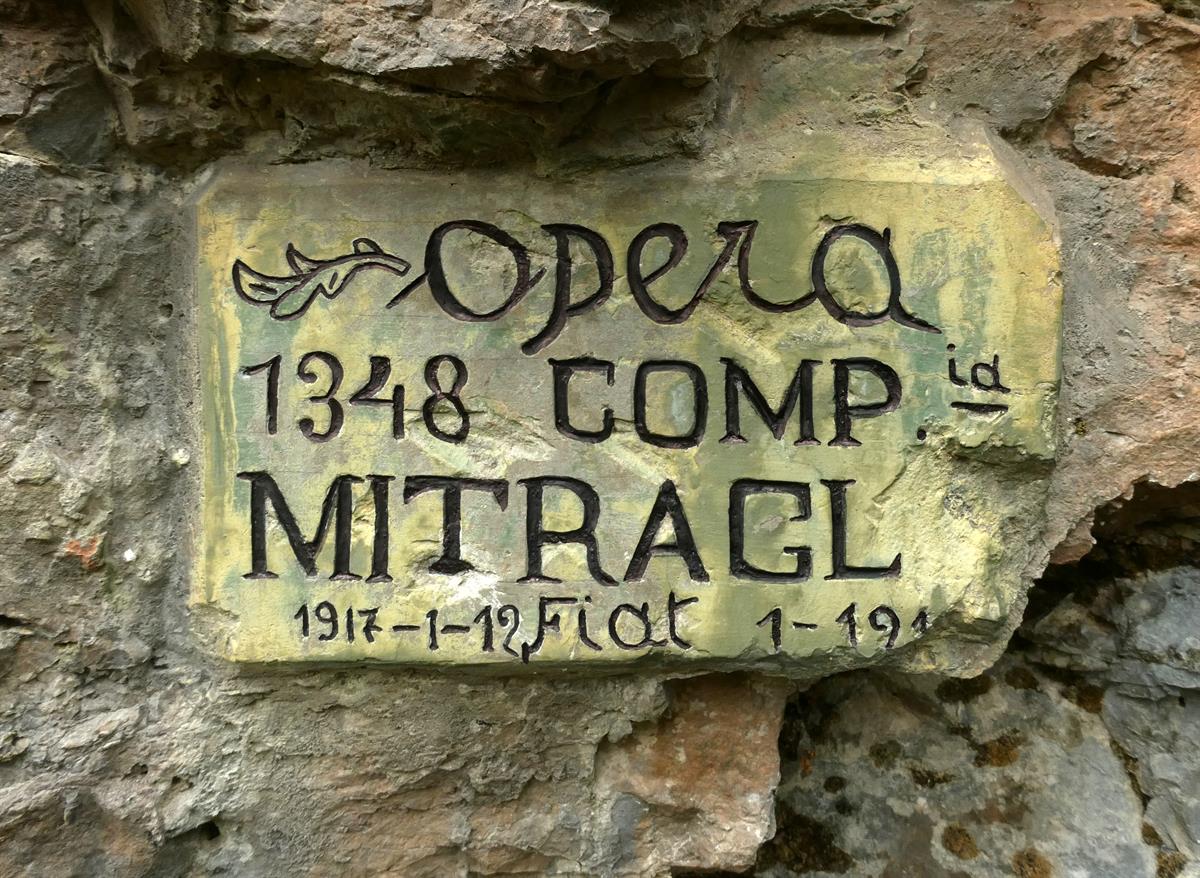 Opera
1348 COMP.ia
MITRAGL
1917-1-12 Fiat 1-191